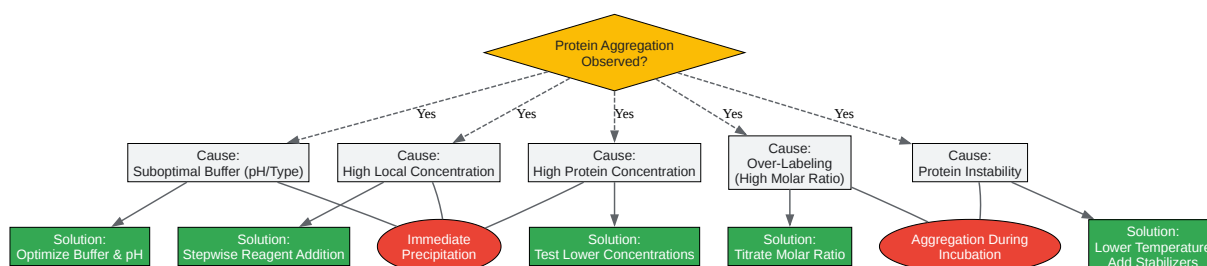 Protein Aggregation
Observed?
Yes
Yes
Yes
Yes
Yes
Cause:
Suboptimal Buffer (pH/Type)
Cause:
High Local Concentration
Cause:
High Protein Concentration
Cause:
Over-Labeling
(High Molar Ratio)
Cause:
Protein Instability
Solution:
Optimize Buffer & pH
Solution:
Stepwise Reagent Addition
Immediate
Precipitation
Solution:
Test Lower Concentrations
Solution:
Titrate Molar Ratio
Aggregation During
Incubation
Solution:
Lower Temperature
Add Stabilizers